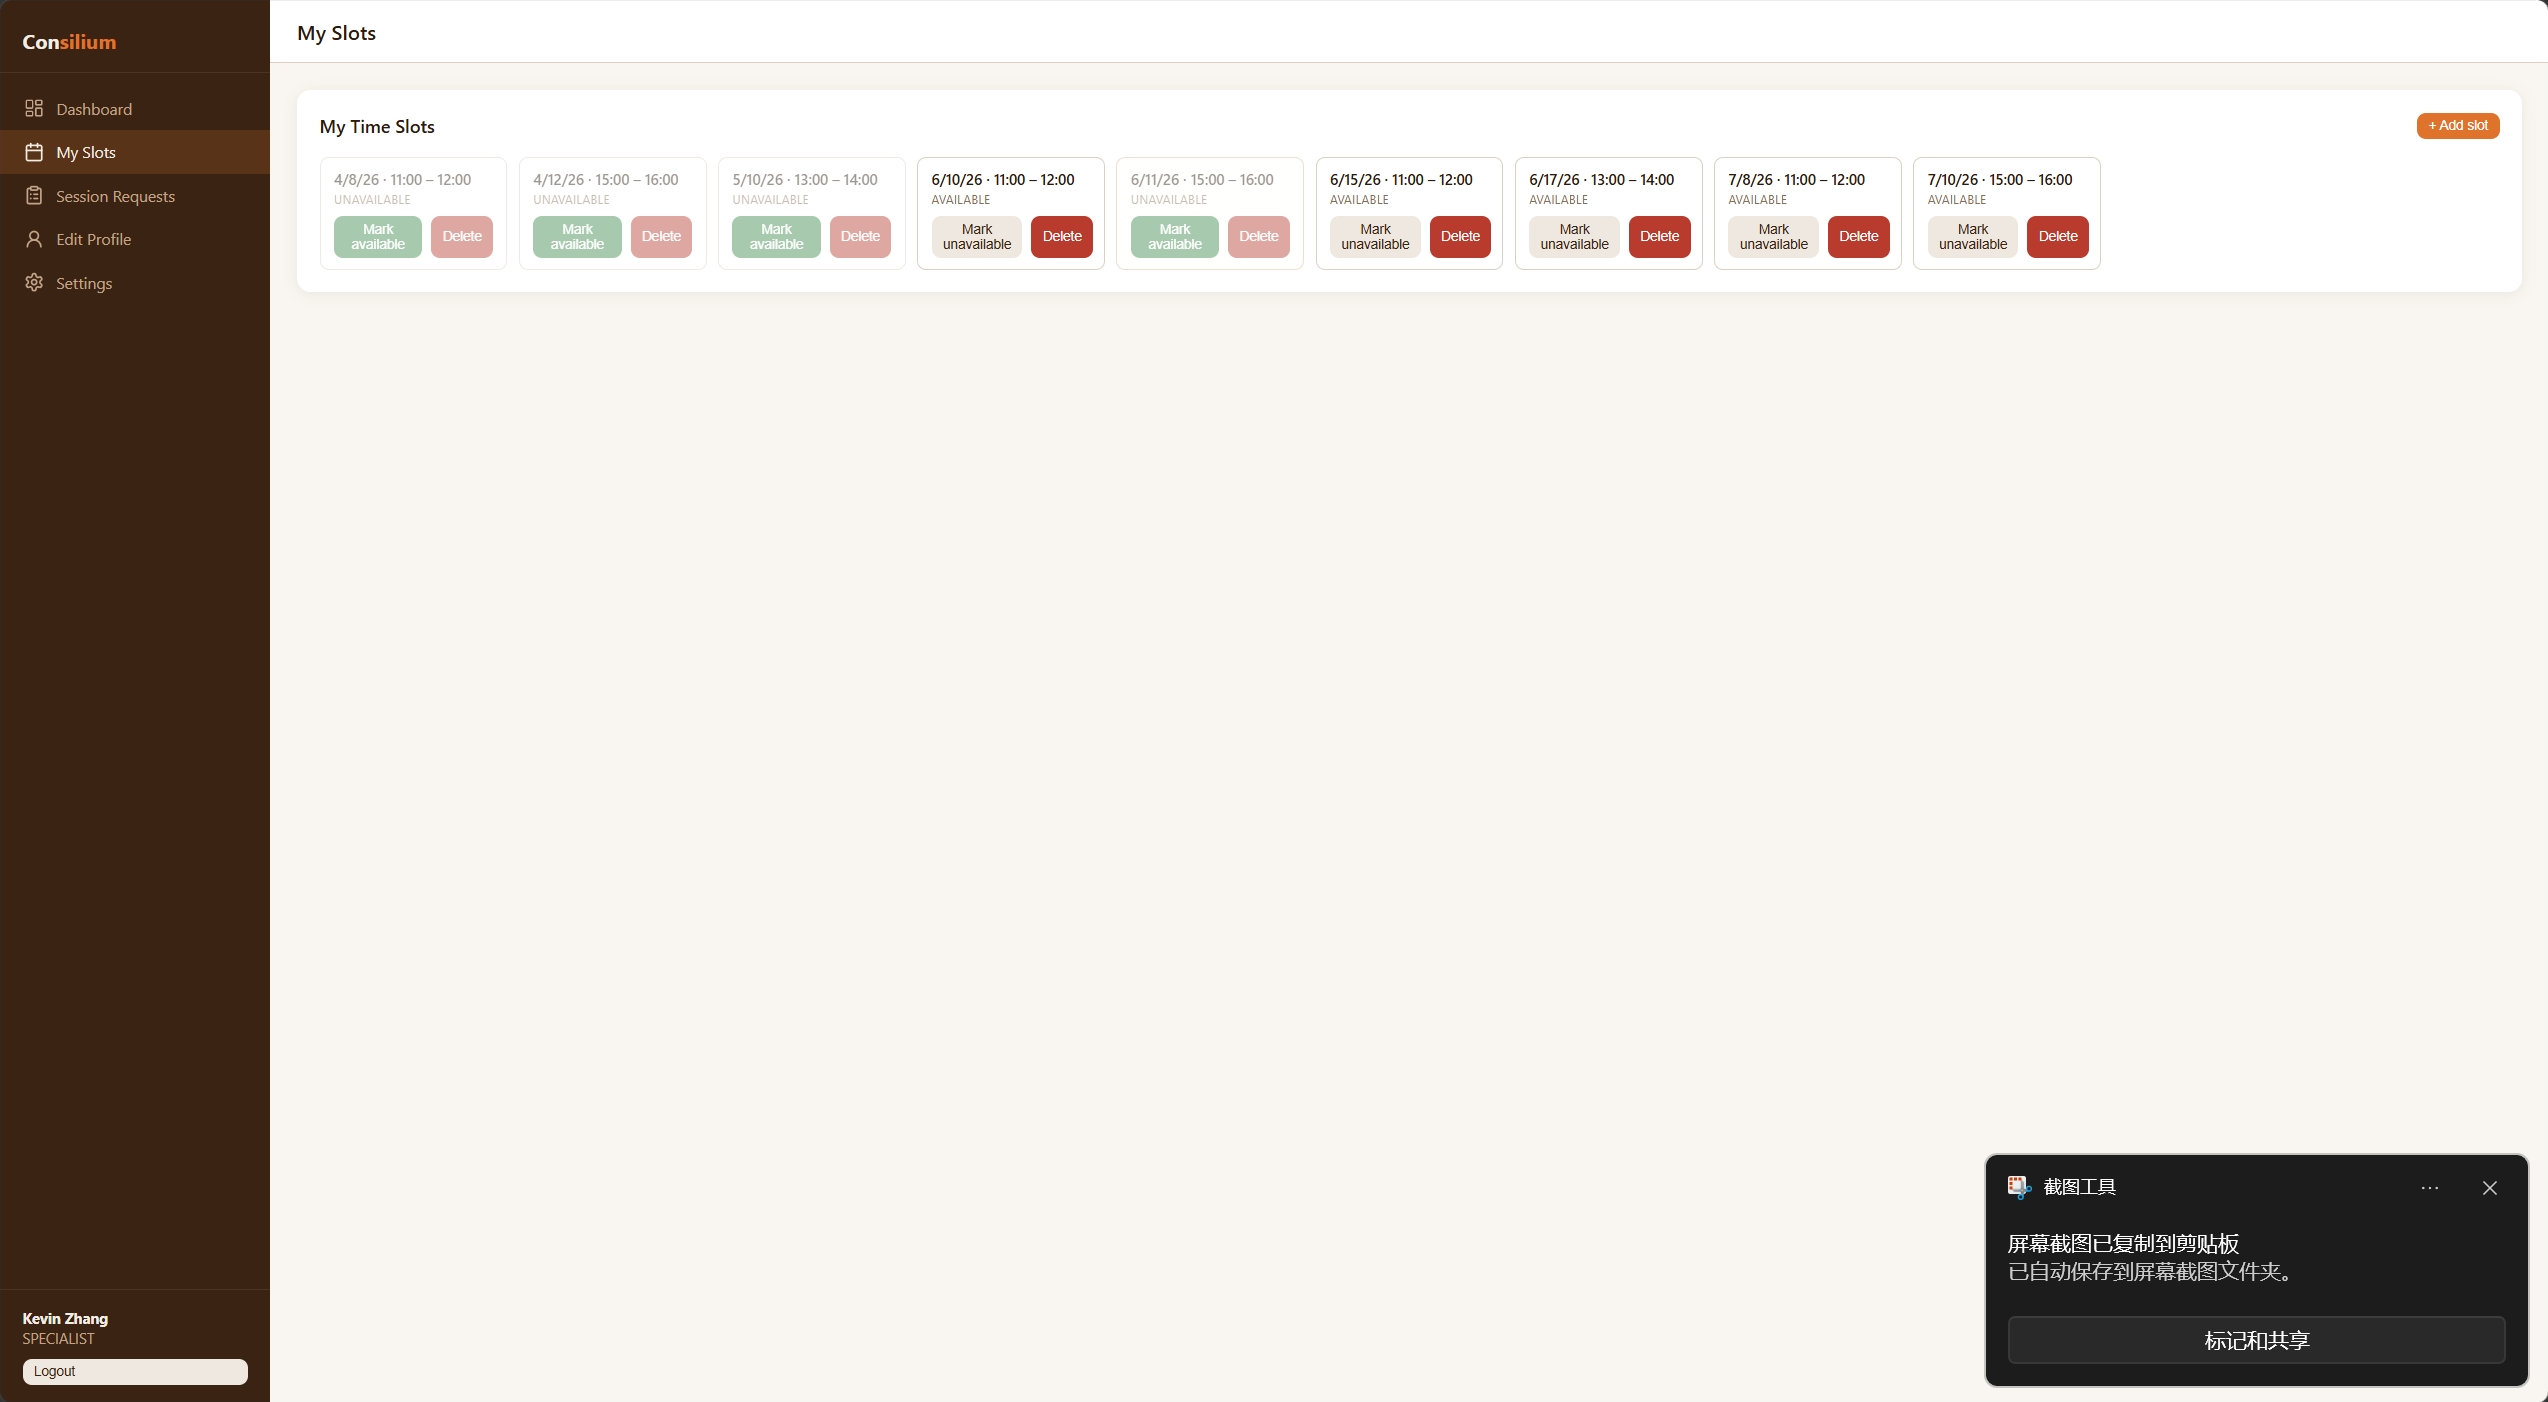 Consilium
Dashboard
My Slots
Session Requests
Edit Profile
Settings
Kevin Zhang
SPECIALIST
Logout
My Slots
My Time Slots
+ Add slot
4/8/26 · 11:00 – 12:00
UNAVAILABLE
Mark
available
Delete
4/12/26 · 15:00 – 16:00
UNAVAILABLE
Mark
available
Delete
5/10/26 · 13:00 – 14:00
UNAVAILABLE
Mark
available
Delete
6/10/26 · 11:00 – 12:00
AVAILABLE
Mark
unavailable
Delete
6/11/26 · 15:00 – 16:00
UNAVAILABLE
Mark
available
Delete
6/15/26 · 11:00 – 12:00
AVAILABLE
Mark
unavailable
Delete
6/17/26 · 13:00 – 14:00
AVAILABLE
Mark
unavailable
Delete
7/8/26 · 11:00 – 12:00
AVAILABLE
Mark
unavailable
Delete
7/10/26 · 15:00 – 16:00
AVAILABLE
Mark
unavailable
Delete
截图工具
屏幕截图已复制到剪贴板
已自动保存到屏幕截图文件夹。
标记和共享